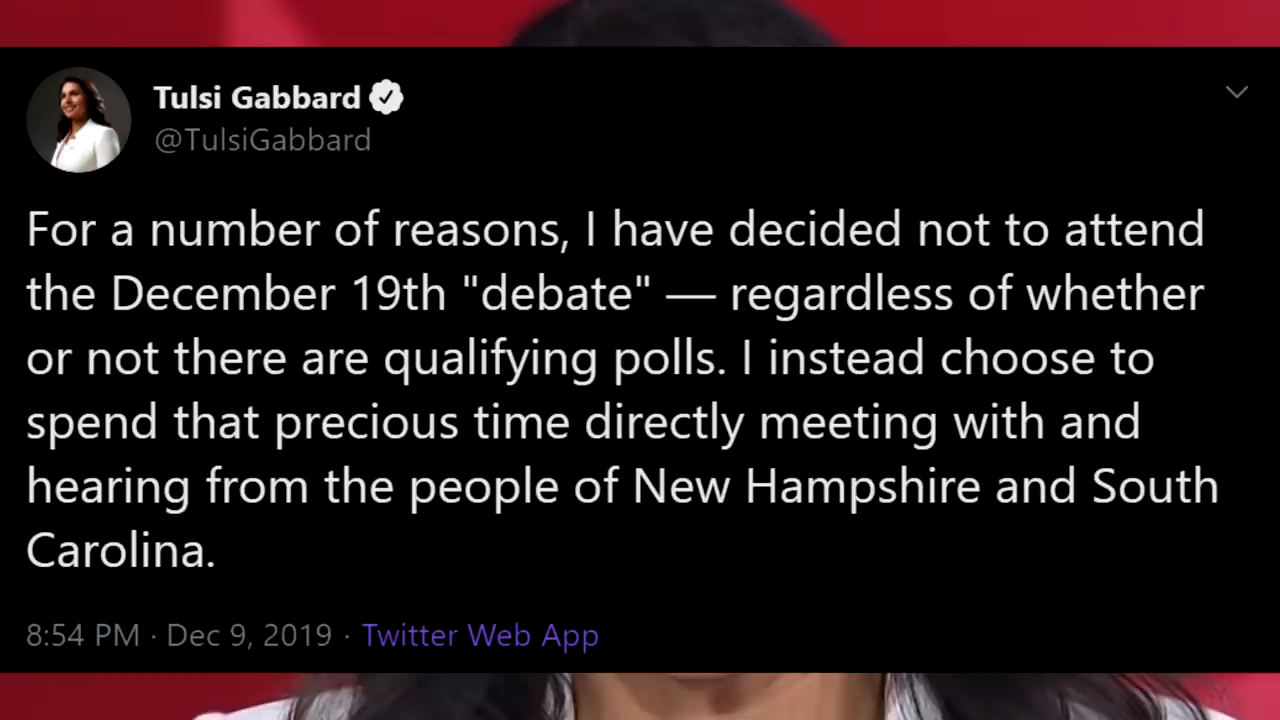 Tulsi Gabbard
@TulsiGabbard
For a number of reasons, I have decided not to attend
the December 19th "debate" — regardless of whether
or not there are qualifying polls. I instead choose to
spend that precious time directly meeting with and
hearing from the people of New Hampshire and South
Carolina.
8:54 PM · Dec 9, 2019 · Twitter Web App